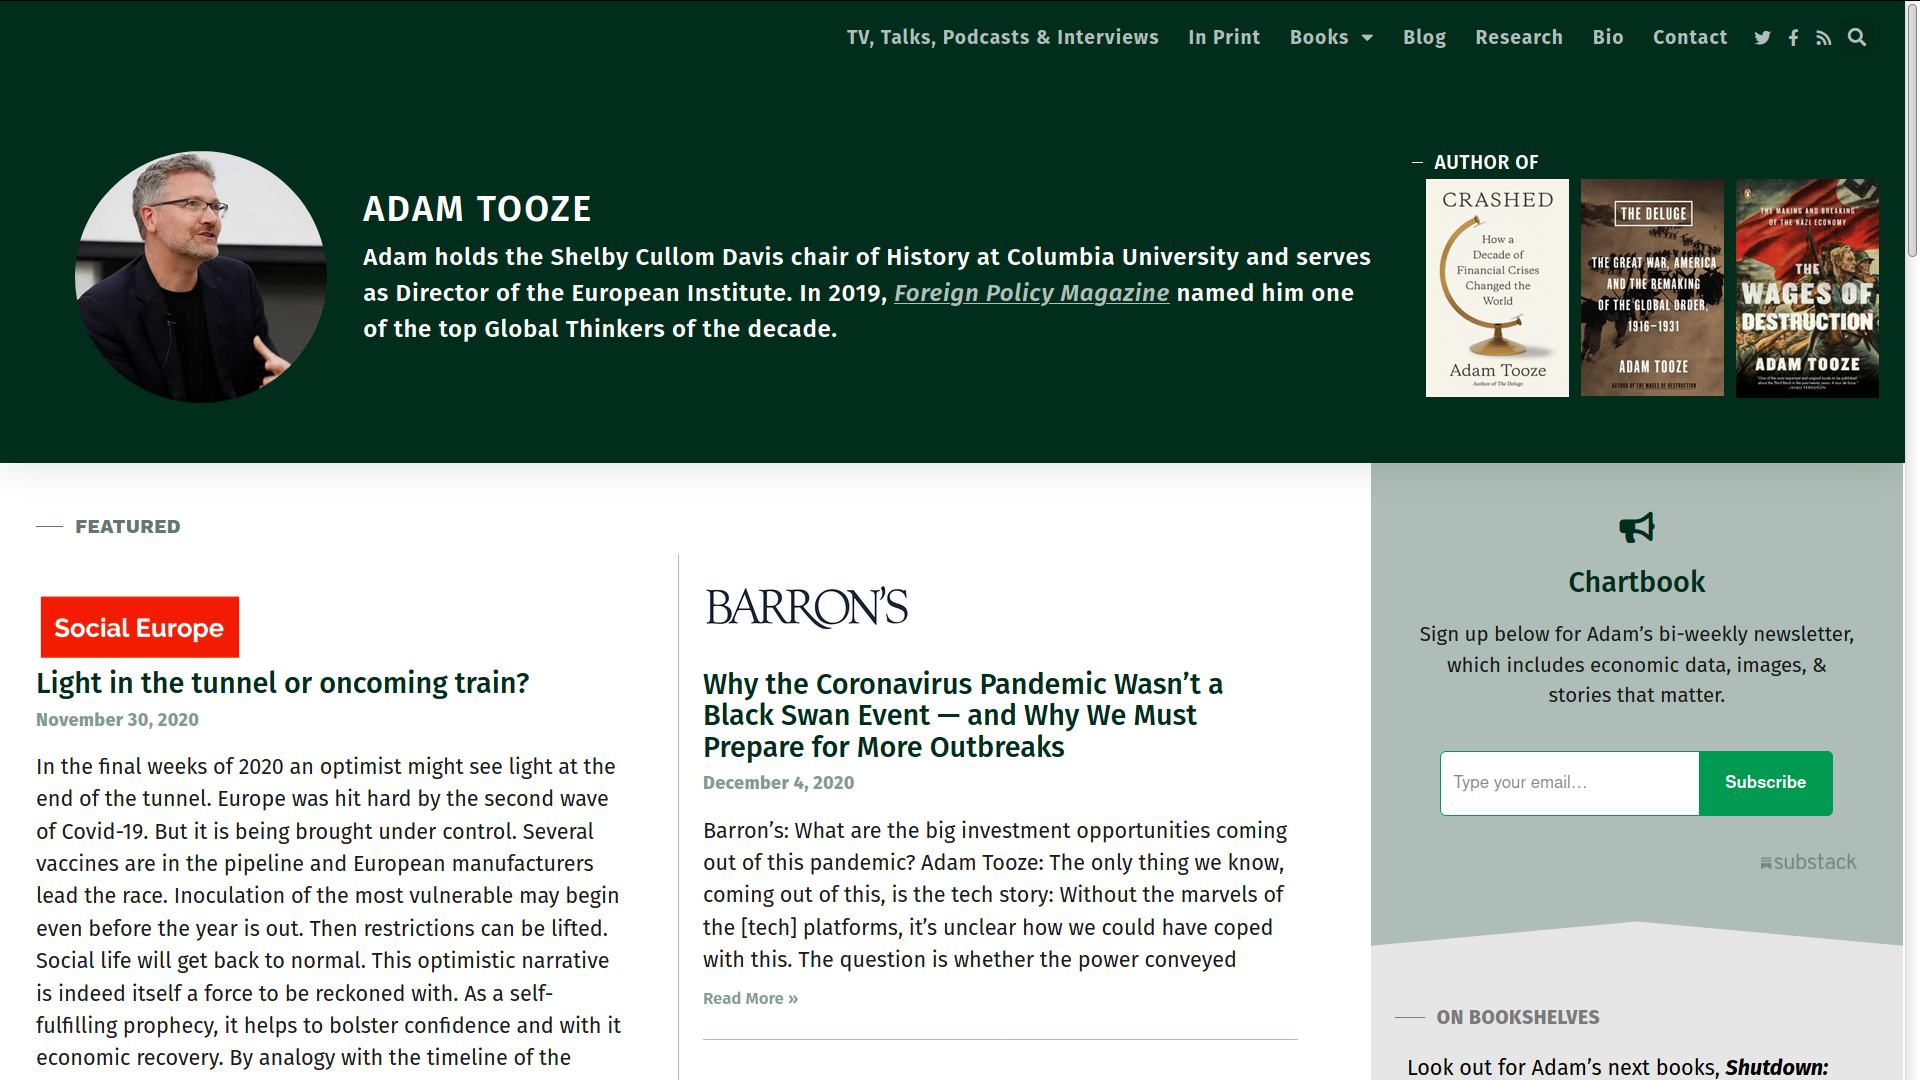 TV, Talks, Podcasts & Interviews In Print Books Blog Research Bio Contact
ADAM TOOZE
Adam holds the Shelby Cullom Davis chair of History at Columbia University and serves
as Director of the European Institute. In 2019, Foreign Policy Magazine named him one
of the top Global Thinkers of the decade.
AUTHOR OF
CRASHED
How a
Decade of
Financial Crises
Changed the
World
Adam Tooze
Author of The Deluge
THE DELUGE
THE GREAT WAR, AMERICA
AND THE REMAKING
OF THE GLOBAL ORDER,
1916–1931
ADAM TOOZE
AUTHOR OF THE WAGES OF DESTRUCTION
THE MAKING AND BREAKING
OF THE NAZI ECONOMY
THE
WAGES OF
DESTRUCTION
ADAM TOOZE
FEATURED
Social Europe
Light in the tunnel or oncoming train?
November 30, 2020
In the final weeks of 2020 an optimist might see light at the
end of the tunnel. Europe was hit hard by the second wave
of Covid-19. But it is being brought under control. Several
vaccines are in the pipeline and European manufacturers
lead the race. Inoculation of the most vulnerable may begin
even before the year is out. Then restrictions can be lifted.
Social life will get back to normal. This optimistic narrative
is indeed itself a force to be reckoned with. As a self-
fulfilling prophecy, it helps to bolster confidence and with it
economic recovery. By analogy with the timeline of the
BARRON'S
Why the Coronavirus Pandemic Wasn’t a
Black Swan Event — and Why We Must
Prepare for More Outbreaks
December 4, 2020
Barron’s: What are the big investment opportunities coming
out of this pandemic? Adam Tooze: The only thing we know,
coming out of this, is the tech story: Without the marvels of
the [tech] platforms, it’s unclear how we could have coped
with this. The question is whether the power conveyed
Read More »
Chartbook
Sign up below for Adam’s bi-weekly newsletter,
which includes economic data, images, &
stories that matter.
Type your email...
Subscribe
substack
ON BOOKSHELVES
Look out for Adam’s next books, Shutdown: